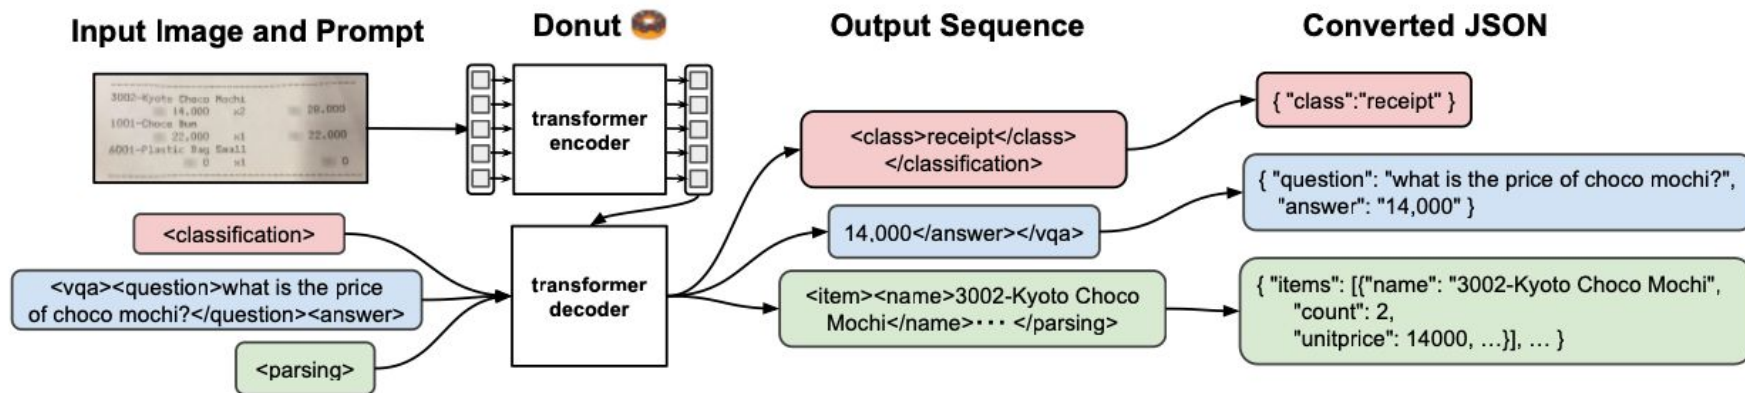 Input Image and Prompt
Donut 🍩
Output Sequence
Converted JSON
3002-Kyoto Choco Mochi
14.000 x2 28.000
1001-Choco Bun
22.000 x1 22.000
6001-Plastic Bag Small
0 x1 0
transformer
encoder
<classification>
<vqa><question>what is the price
of choco mochi?</question><answer>
<parsing>
transformer
decoder
<class>receipt</class>
</classification>
14,000</answer></vqa>
<item><name>3002-Kyoto Choco
Mochi</name>··· </parsing>
{ "class":"receipt" }
{ "question": "what is the price of choco mochi?",
"answer": "14,000" }
{ "items": [{"name": "3002-Kyoto Choco Mochi",
"count": 2,
"unitprice": 14000, …}], … }